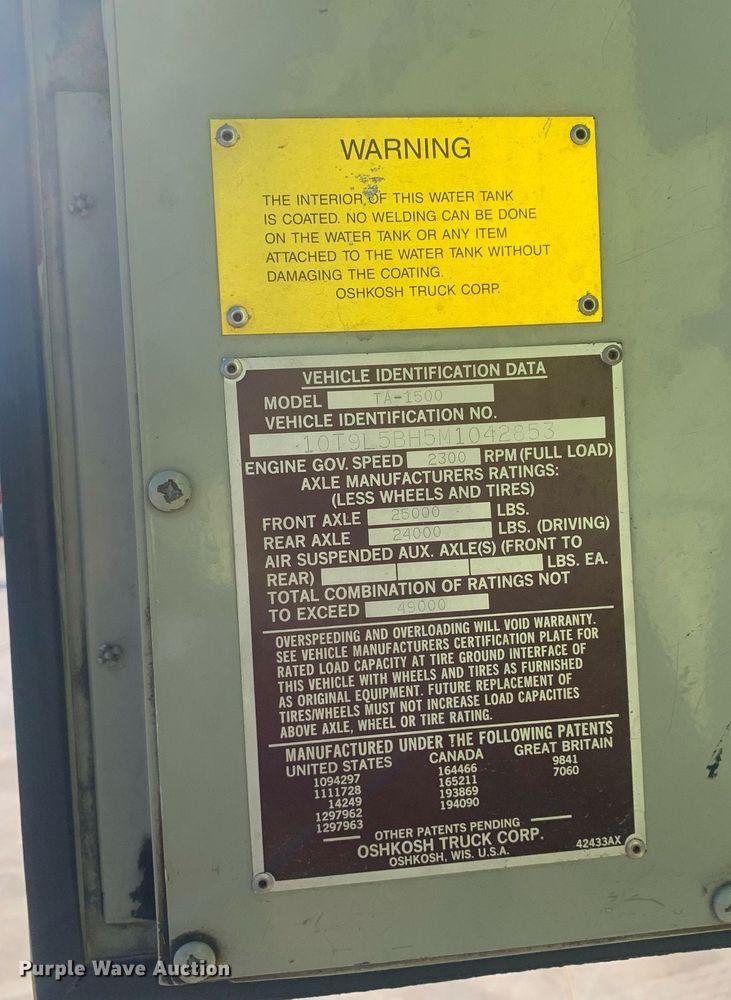 WARNING
THE INTERIOR OF THIS WATER TANK
IS COATED. NO WELDING CAN BE DONE
ON THE WATER TANK OR ANY ITEM
ATTACHED TO THE WATER TANK WITHOUT
DAMAGING THE COATING.
OSHKOSH TRUCK CORP.
VEHICLE IDENTIFICATION DATA
MODEL TA-1500
VEHICLE IDENTIFICATION NO.
10T9L5BH5M1042853
ENGINE GOV. SPEED 2300 RPM (FULL LOAD)
AXLE MANUFACTURERS RATINGS:
(LESS WHEELS AND TIRES)
FRONT AXLE 25000 LBS.
REAR AXLE 24000 LBS. (DRIVING)
AIR SUSPENDED AUX. AXLE(S) (FRONT TO
REAR) LBS. EA.
TOTAL COMBINATION OF RATINGS NOT
TO EXCEED 49000
OVERSPEEDING AND OVERLOADING WILL VOID WARRANTY.
SEE VEHICLE MANUFACTURERS CERTIFICATION PLATE FOR
RATED LOAD CAPACITY AT TIRE GROUND INTERFACE OF
THIS VEHICLE WITH WHEELS AND TIRES AS FURNISHED
AS ORIGINAL EQUIPMENT. FUTURE REPLACEMENT OF
TIRES/WHEELS MUST NOT INCREASE LOAD CAPACITIES
ABOVE AXLE, WHEEL OR TIRE RATING.
MANUFACTURED UNDER THE FOLLOWING PATENTS
UNITED STATES CANADA GREAT BRITAIN
1094297 164466 9841
1111728 165211 7060
14249 193869
1297962 194090
1297963
OTHER PATENTS PENDING
OSHKOSH TRUCK CORP.
OSHKOSH, WIS. U.S.A. 42433AX
Purple Wave Auction